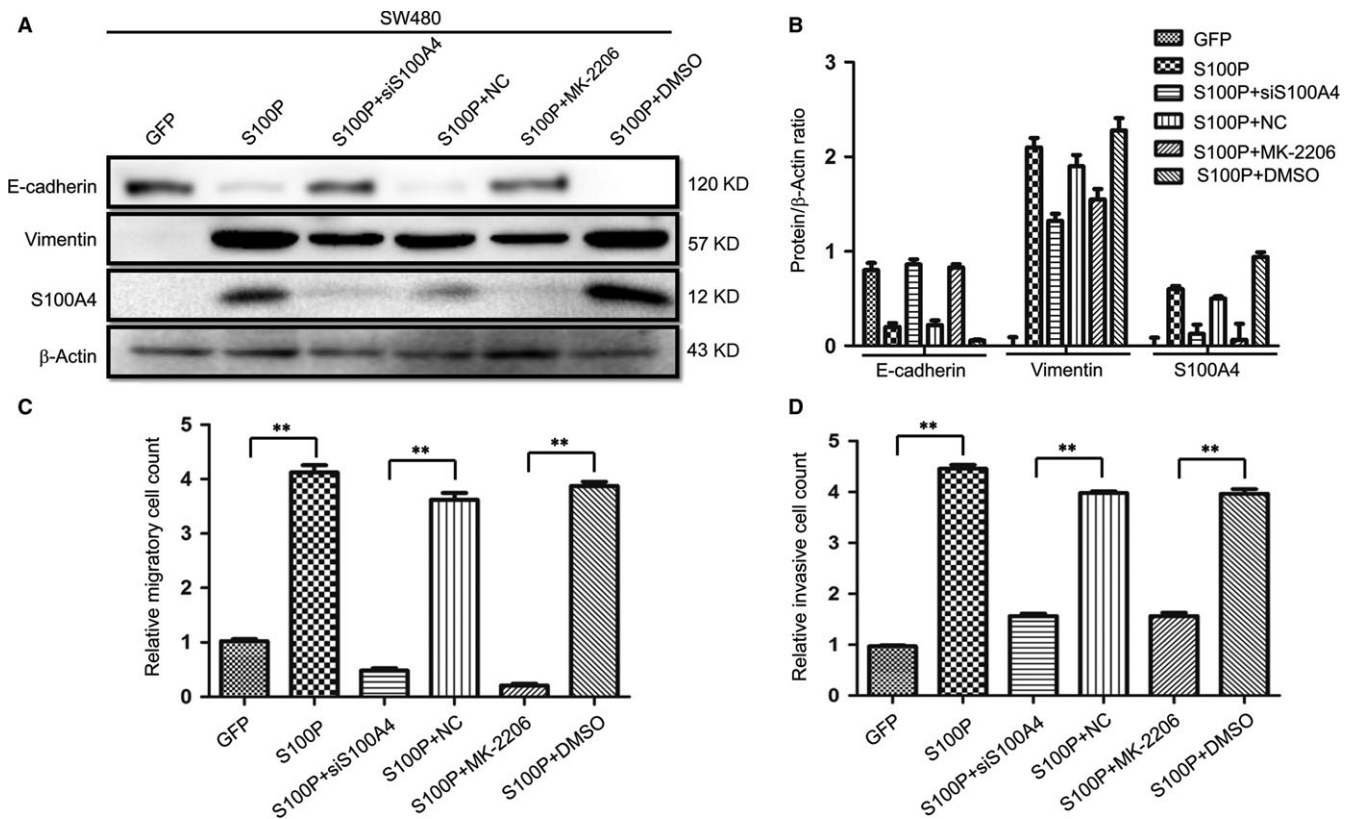 A
SW480
GFP
S100P
S100P+siS100A4
S100P+NC
S100P+MK-2206
S100P+DMSO
E-cadherin
120 KD
Vimentin
57 KD
S100A4
12 KD
β-Actin
43 KD
B
GFP
S100P
S100P+siS100A4
S100P+NC
S100P+MK-2206
S100P+DMSO
Protein/β-Actin ratio
3
2
1
0
E-cadherin
Vimentin
S100A4
C
Relative migratory cell count
5
4
3
2
1
0
**
**
**
GFP
S100P
S100P+siS100A4
S100P+NC
S100P+MK-2206
S100P+DMSO
D
Relative invasive cell count
5
4
3
2
1
0
**
**
**
GFP
S100P
S100P+siS100A4
S100P+NC
S100P+MK-2206
S100P+DMSO